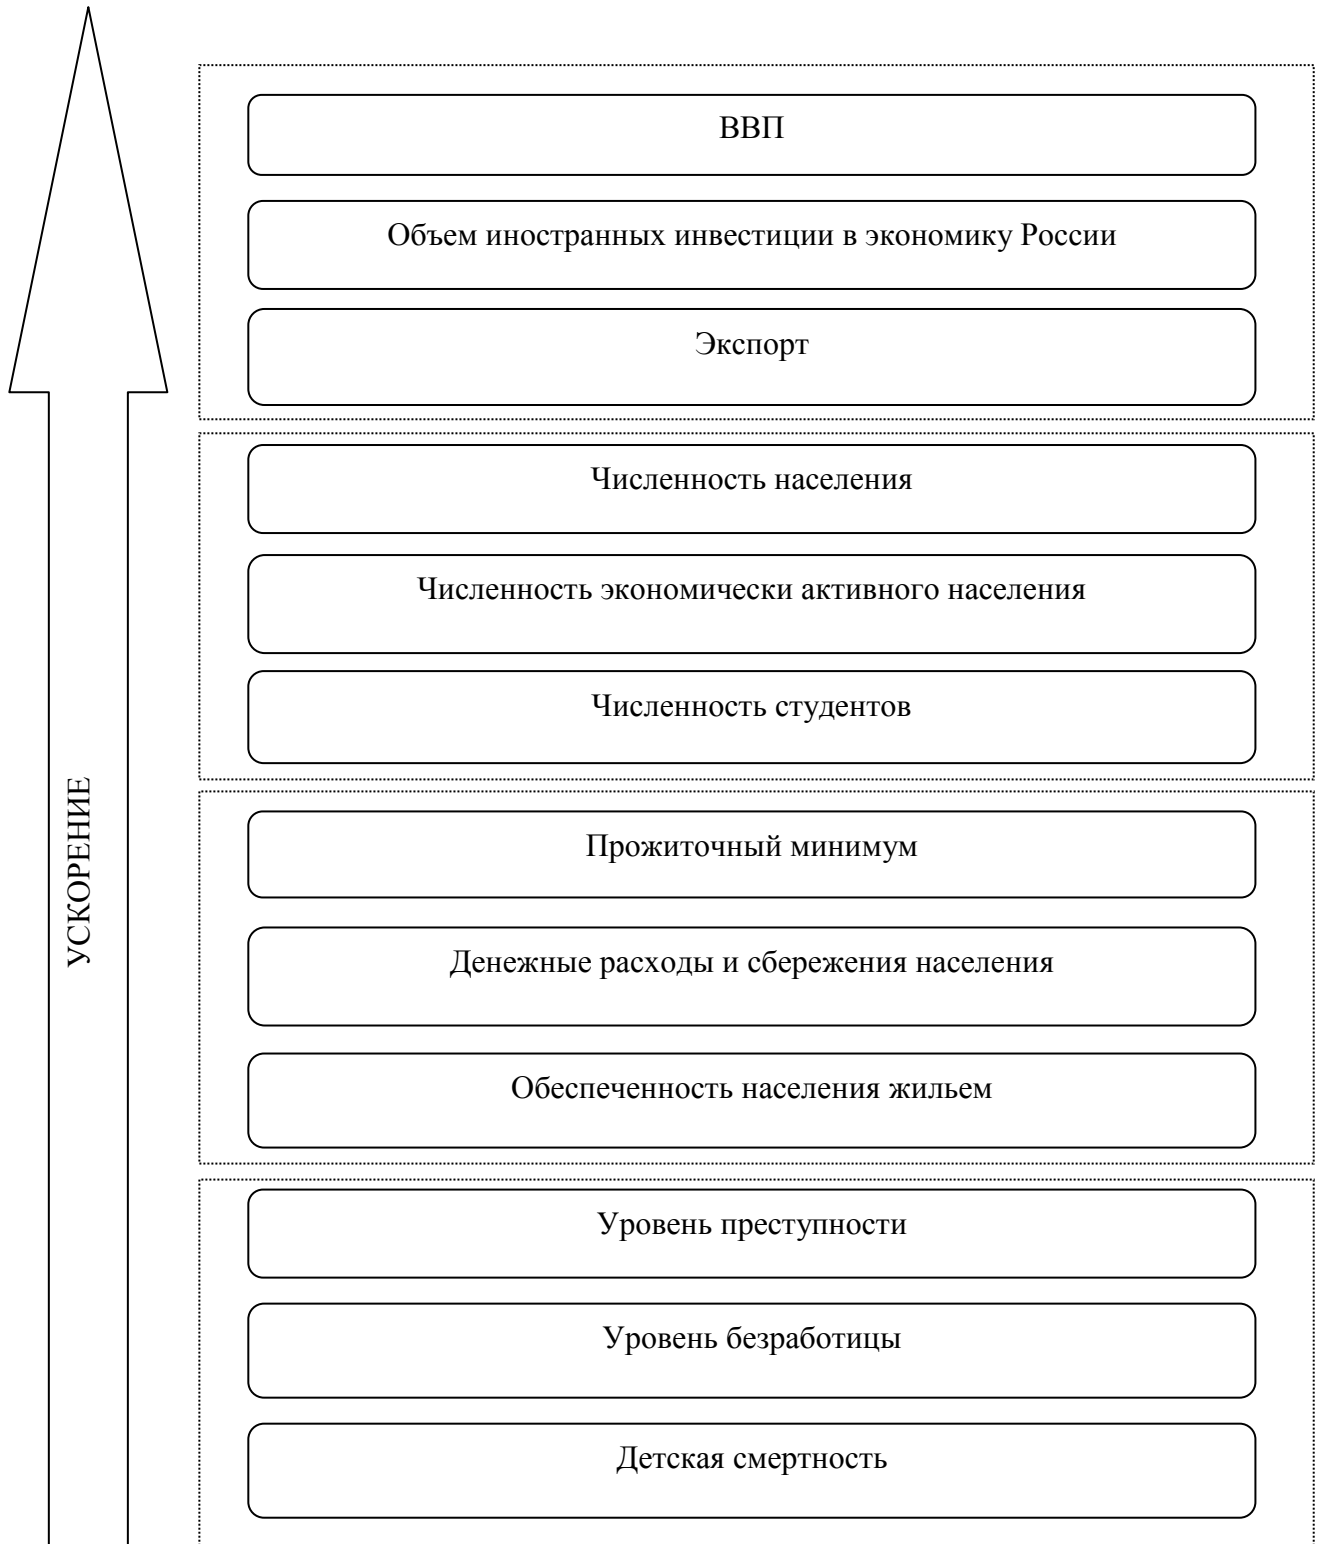 ВВП
Объем иностранных инвестиции в экономику России
Экспорт
Численность населения
Численность экономически активного населения
Численность студентов
УСКОРЕНИЕ
Прожиточный минимум
Денежные расходы и сбережения населения
Обеспеченность населения жильем
Уровень преступности
Уровень безработицы
Детская смертность